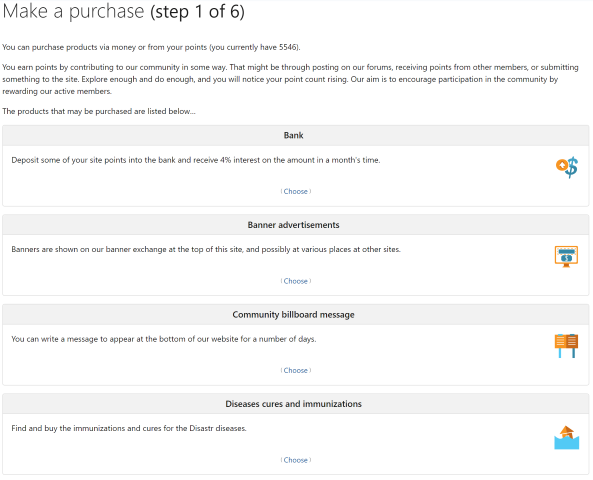 Make a purchase (step 1 of 6)
You can purchase products via money or from your points (you currently have 5546).
You earn points by contributing to our community in some way. That might be through posting on our forums, receiving points from other members, or submitting
something to the site. Explore enough and do enough, and you will notice your point count rising. Our aim is to encourage participation in the community by
rewarding our active members.
The products that may be purchased are listed below...
Bank
Deposit some of your site points into the bank and receive 4% interest on the amount in a month's time.
| Choose |
Banner advertisements
Banners are shown on our banner exchange at the top of this site, and possibly at various places at other sites.
| Choose |
Community billboard message
You can write a message to appear at the bottom of our website for a number of days.
| Choose |
Diseases cures and immunizations
Find and buy the immunizations and cures for the Disastr diseases.
| Choose |